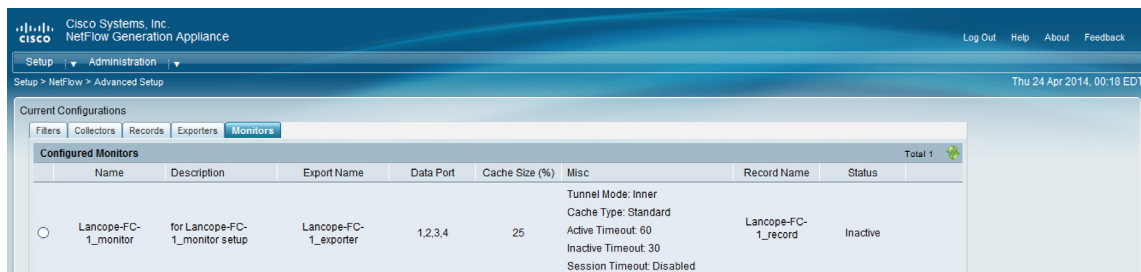 Cisco Systems, Inc.
CISCO
NetFlow Generation Appliance
Log Out Help About Feedback
Setup Administration
Setup > NetFlow > Advanced Setup
Thu 24 Apr 2014, 00:18 EDT
Current Configurations
Filters Collectors Records Exporters Monitors
Configured Monitors Total 1
Name Description Export Name Data Port Cache Size (%) Misc Record Name Status
Lancope-FC-
1_monitor
for Lancope-FC-
1_monitor setup
Lancope-FC-
1_exporter
1,2,3,4
25
Tunnel Mode: Inner
Cache Type: Standard
Active Timeout: 60
Inactive Timeout: 30
Session Timeout: Disabled
Lancope-FC-
1_record
Inactive